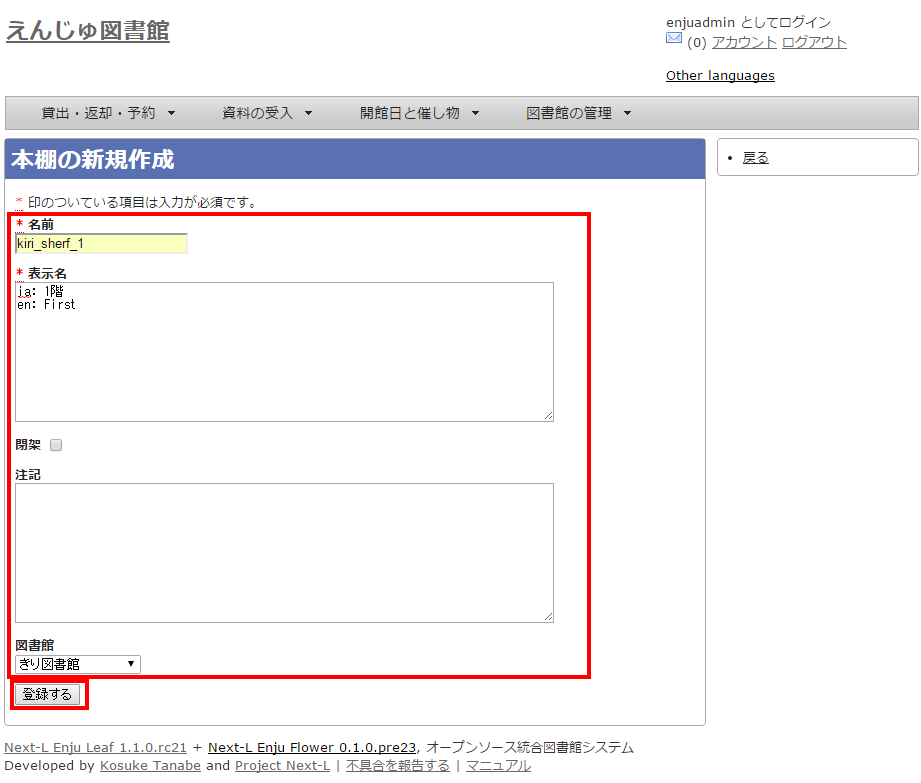 えんじゅ図書館
enjuadmin としてログイン
(0) アカウント ログアウト
Other languages
貸出・返却・予約 ▼ 資料の受入 ▼ 開館日と催し物 ▼ 図書館の管理 ▼
本棚の新規作成
• 戻る
* 印のついている項目は入力が必須です。
* 名前
kiri_sherf_1
* 表示名
ja: 1階
en: First
閉架
注記
図書館
きり図書館 ▼
登録する
Next-L Enju Leaf 1.1.0.rc21 + Next-L Enju Flower 0.1.0.pre23, オープンソース統合図書館システム
Developed by Kosuke Tanabe and Project Next-L | 不具合を報告する | マニュアル